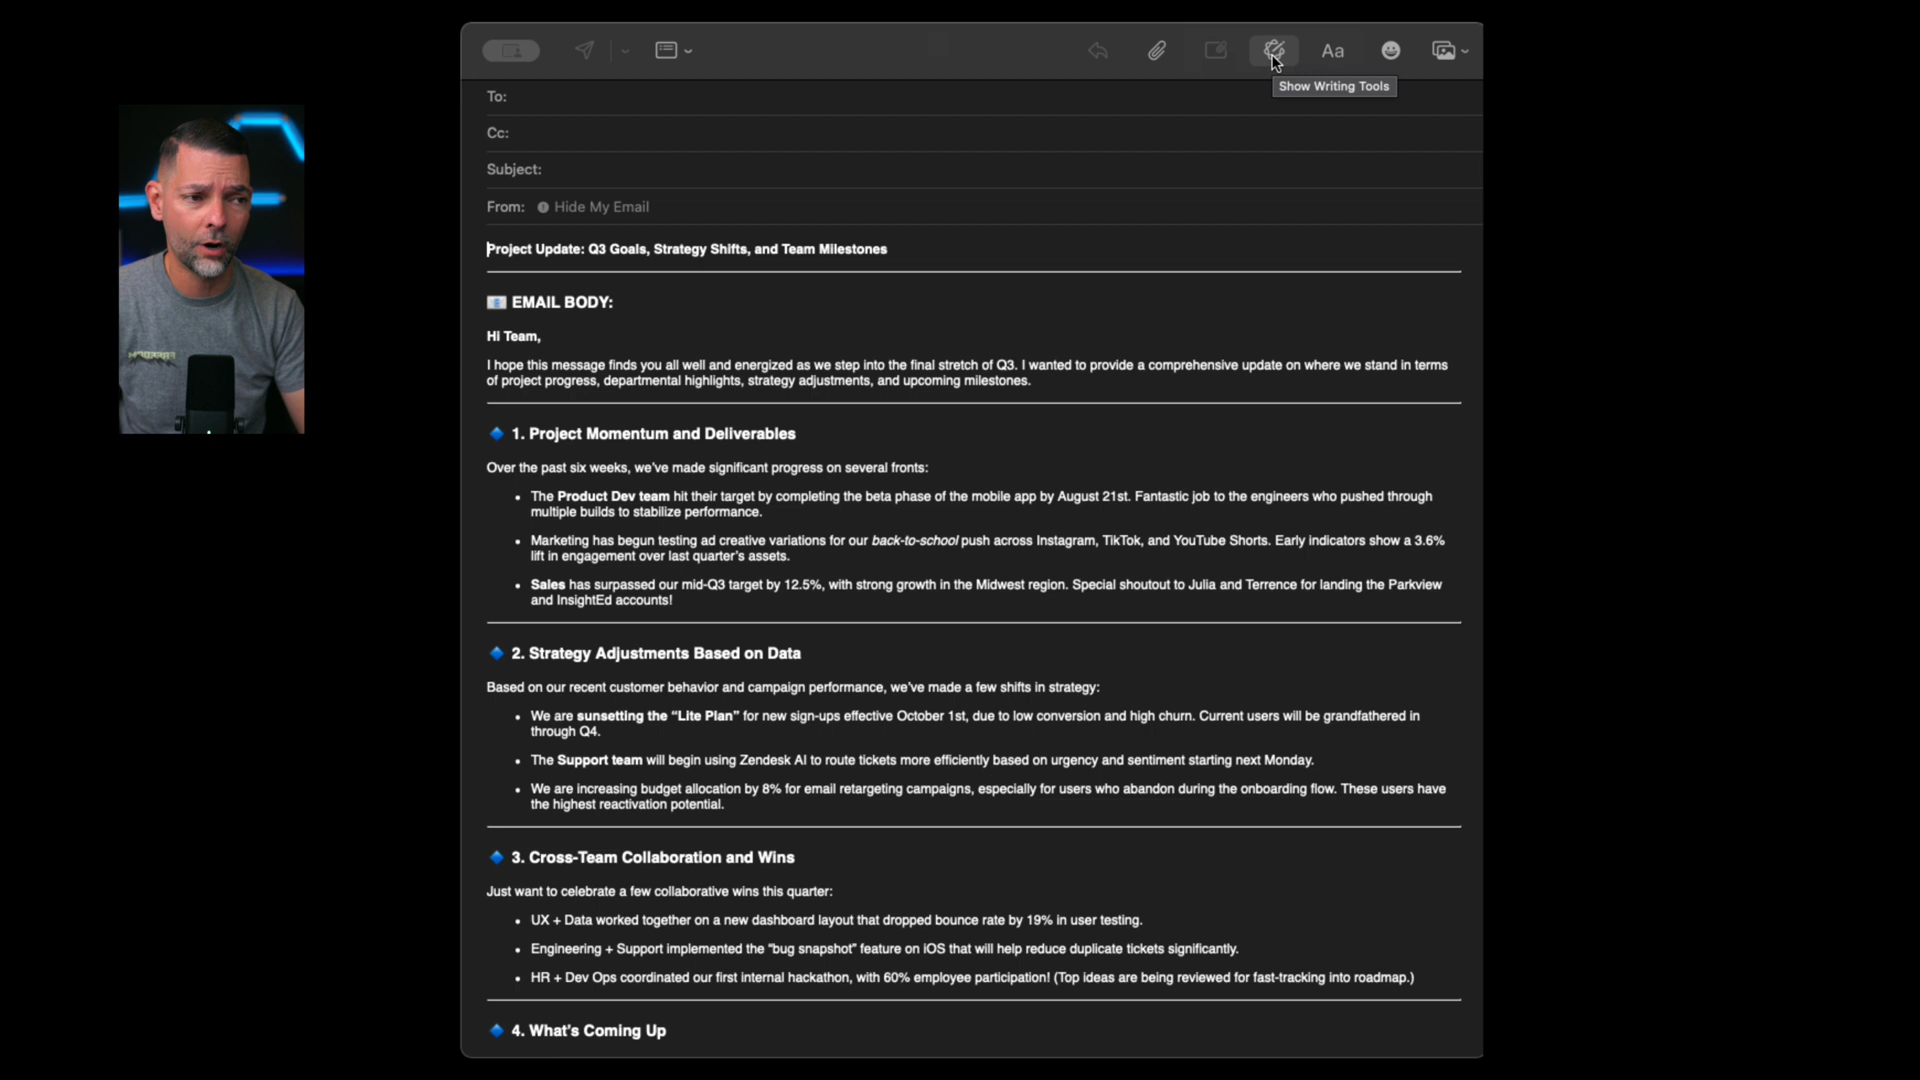 Aa
Show Writing Tools
To:
Cc:
Subject:
From: Hide My Email
Project Update: Q3 Goals, Strategy Shifts, and Team Milestones
EMAIL BODY:
Hi Team,
I hope this message finds you all well and energized as we step into the final stretch of Q3. I wanted to provide a comprehensive update on where we stand in terms
of project progress, departmental highlights, strategy adjustments, and upcoming milestones.
1. Project Momentum and Deliverables
Over the past six weeks, we’ve made significant progress on several fronts:
• The Product Dev team hit their target by completing the beta phase of the mobile app by August 21st. Fantastic job to the engineers who pushed through
multiple builds to stabilize performance.
• Marketing has begun testing ad creative variations for our back-to-school push across Instagram, TikTok, and YouTube Shorts. Early indicators show a 3.6%
lift in engagement over last quarter’s assets.
• Sales has surpassed our mid-Q3 target by 12.5%, with strong growth in the Midwest region. Special shoutout to Julia and Terrence for landing the Parkview
and InsightEd accounts!
2. Strategy Adjustments Based on Data
Based on our recent customer behavior and campaign performance, we’ve made a few shifts in strategy:
• We are sunsetting the “Lite Plan” for new sign-ups effective October 1st, due to low conversion and high churn. Current users will be grandfathered in
through Q4.
• The Support team will begin using Zendesk AI to route tickets more efficiently based on urgency and sentiment starting next Monday.
• We are increasing budget allocation by 8% for email retargeting campaigns, especially for users who abandon during the onboarding flow. These users have
the highest reactivation potential.
3. Cross-Team Collaboration and Wins
Just want to celebrate a few collaborative wins this quarter:
• UX + Data worked together on a new dashboard layout that dropped bounce rate by 19% in user testing.
• Engineering + Support implemented the “bug snapshot” feature on iOS that will help reduce duplicate tickets significantly.
• HR + Dev Ops coordinated our first internal hackathon, with 60% employee participation! (Top ideas are being reviewed for fast-tracking into roadmap.)
4. What’s Coming Up